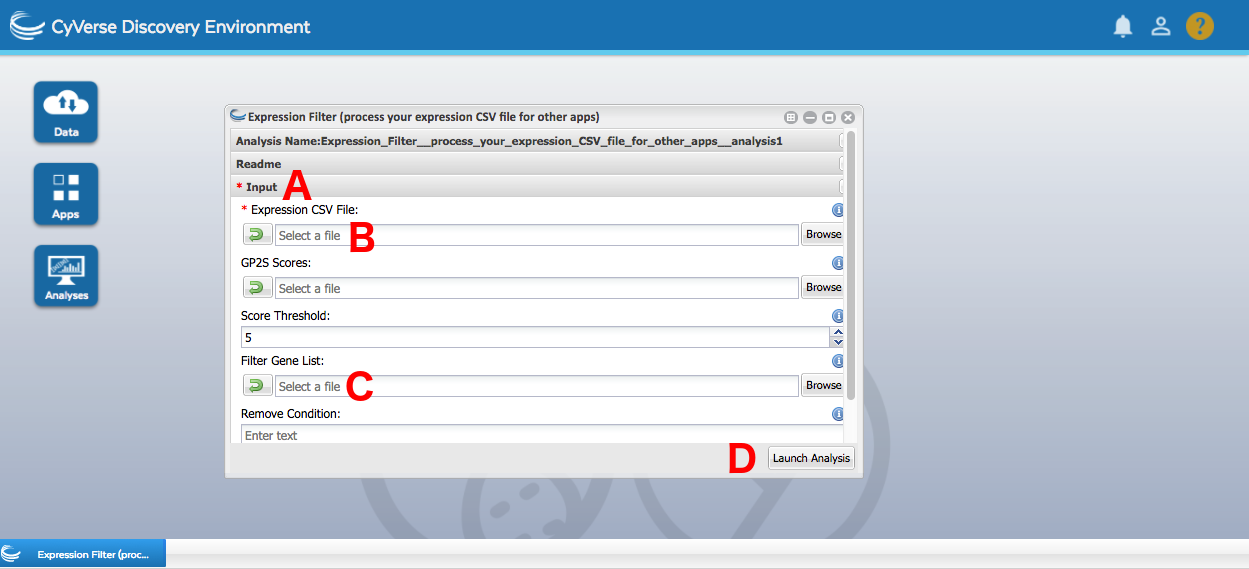 CyVerse Discovery Environment
?
Data
Apps
Analyses
Expression Filter (process your expression CSV file for other apps)
Analysis Name:Expression_Filter__process_your_expression_CSV_file_for_other_apps__analysis1
Readme
* Input A
* Expression CSV File:
Select a file B Browse
GP2S Scores:
Select a file Browse
Score Threshold:
5
Filter Gene List:
Select a file C Browse
Remove Condition:
Enter text
D Launch Analysis
Expression Filter (proc...